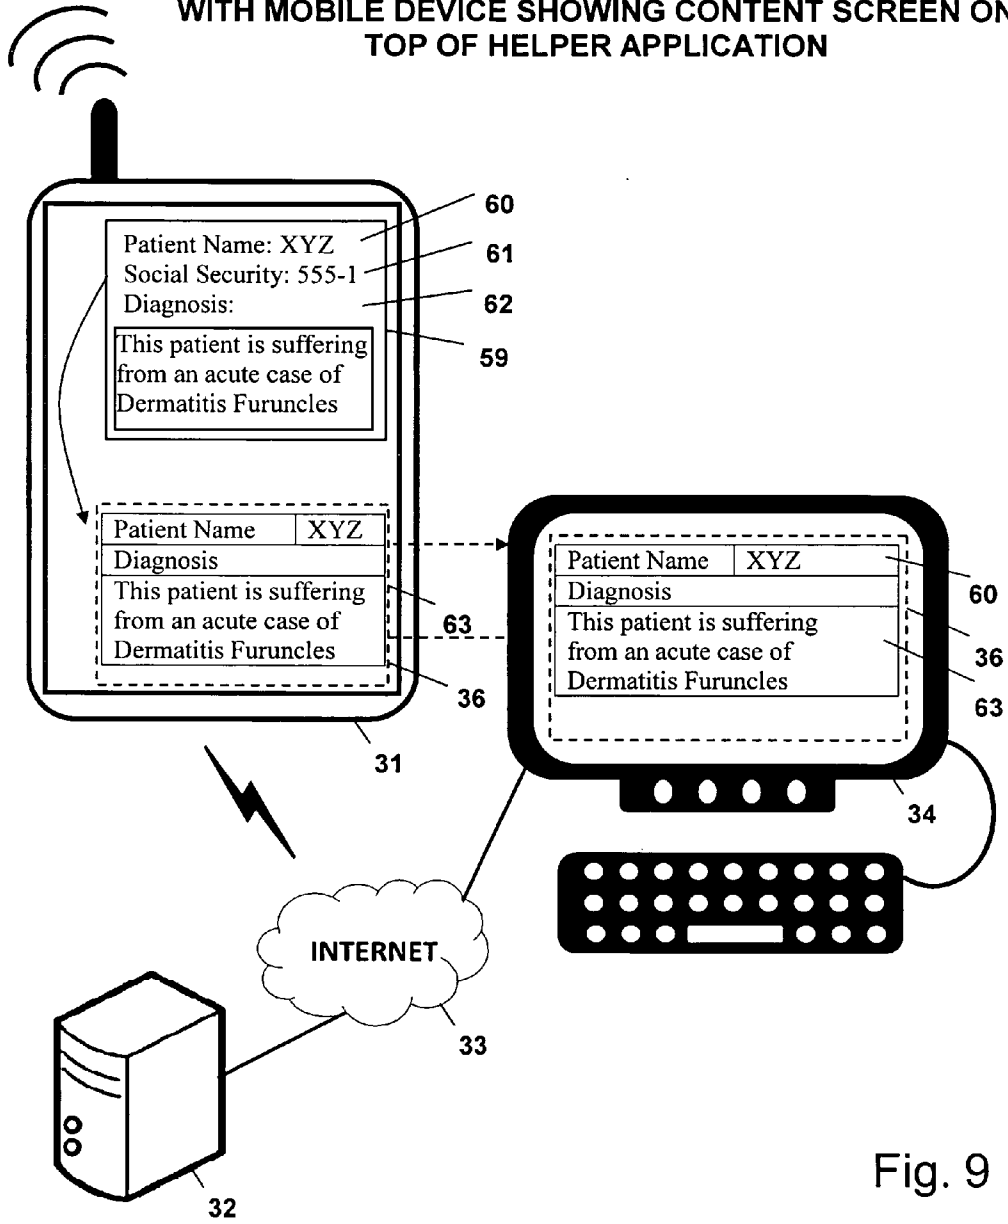 WITH MOBILE DEVICE SHOWING CONTENT SCREEN ON
TOP OF HELPER APPLICATION
Patient Name: XYZ
Social Security: 555-1
Diagnosis:
This patient is suffering
from an acute case of
Dermatitis Furuncles
60
61
62
59
Patient Name XYZ
Diagnosis
This patient is suffering
from an acute case of
Dermatitis Furuncles
63
36
31
Patient Name XYZ
Diagnosis
This patient is suffering
from an acute case of
Dermatitis Furuncles
60
36
63
34
INTERNET
33
32
Fig. 9